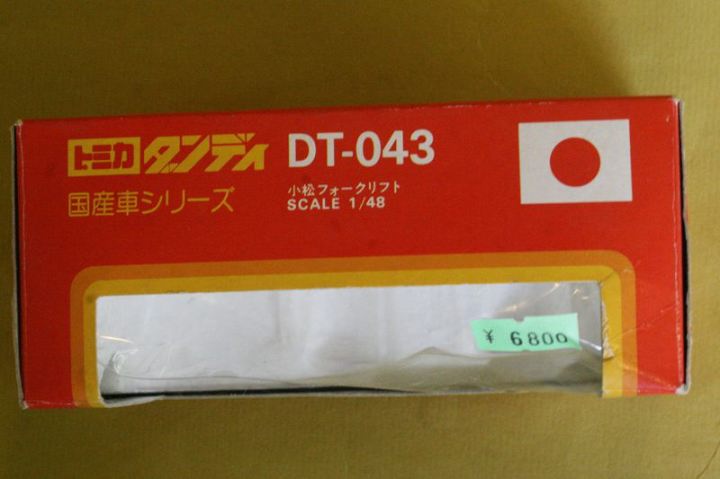 トミカ ダンディ DT-043
国産車シリーズ
小松フォークリフト
SCALE 1/48
¥ 6800